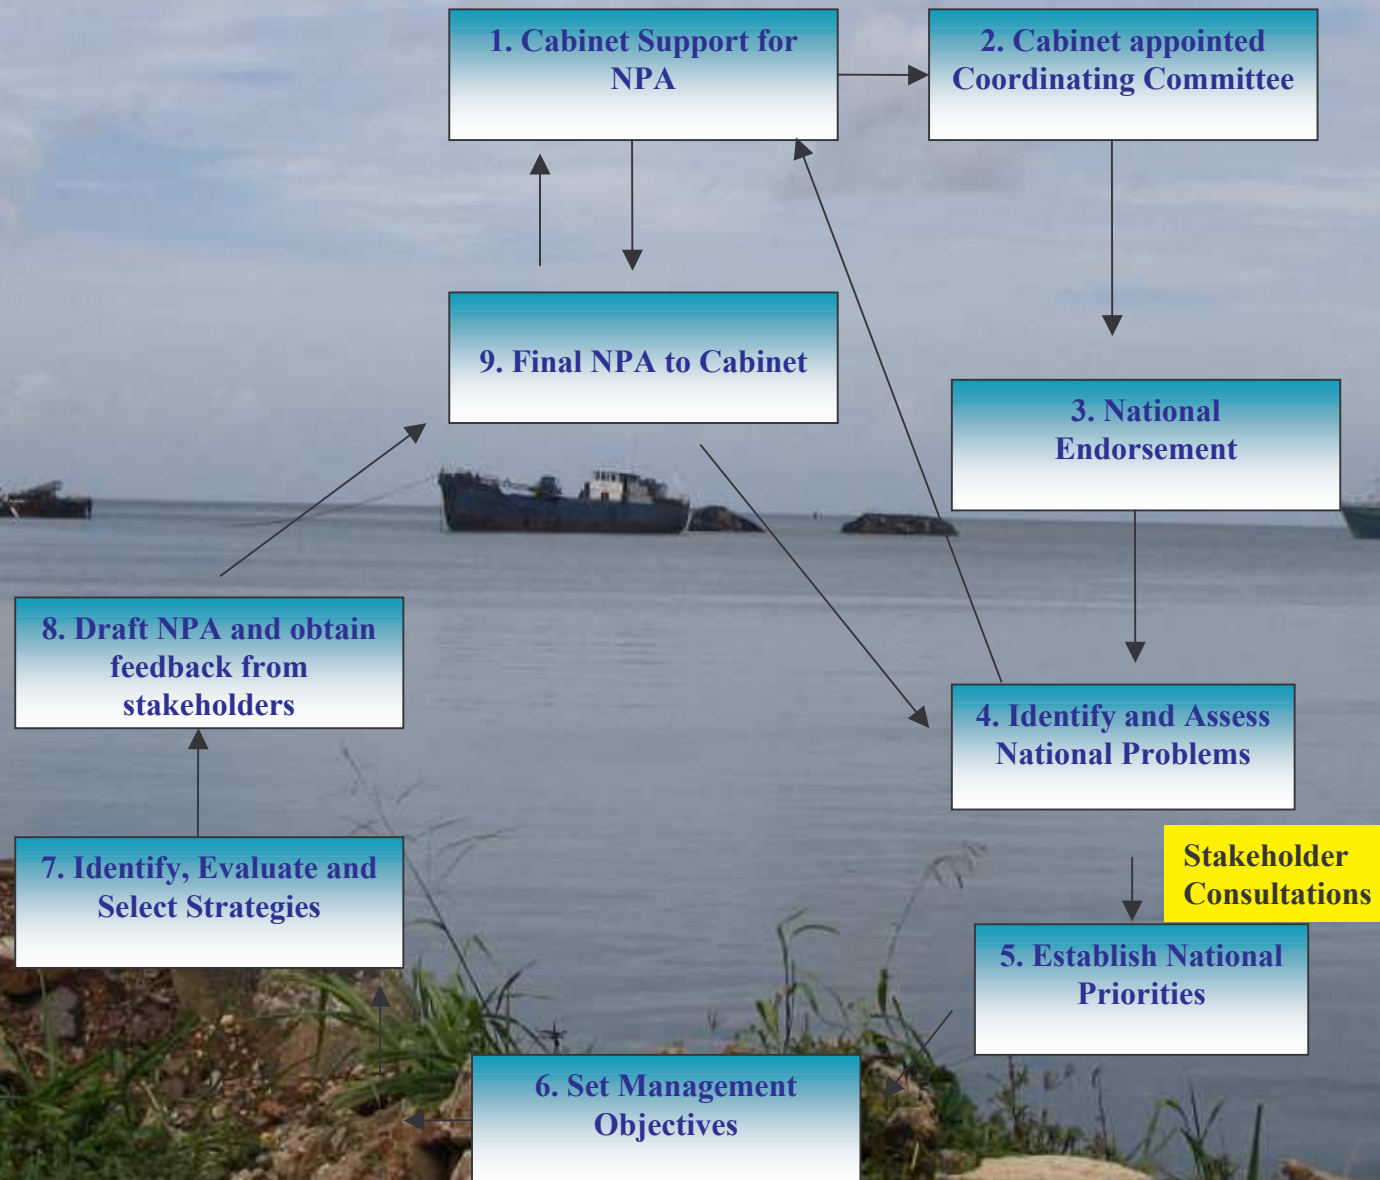 1. Cabinet Support for
NPA
2. Cabinet appointed
Coordinating Committee
9. Final NPA to Cabinet
3. National
Endorsement
8. Draft NPA and obtain
feedback from
stakeholders
4. Identify and Assess
National Problems
7. Identify, Evaluate and
Select Strategies
Stakeholder
Consultations
5. Establish National
Priorities
6. Set Management
Objectives